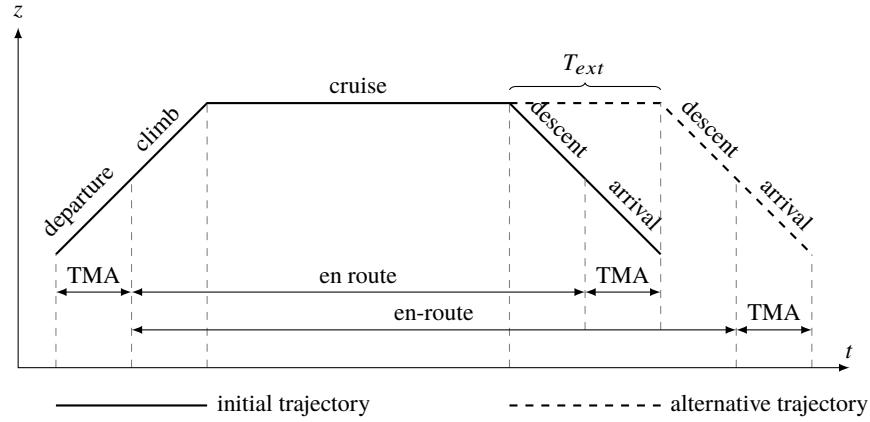 z
T_ext
cruise
climb
descent
descent
departure
arrival
arrival
TMA
en route
TMA
en-route
TMA
t
initial trajectory
alternative trajectory